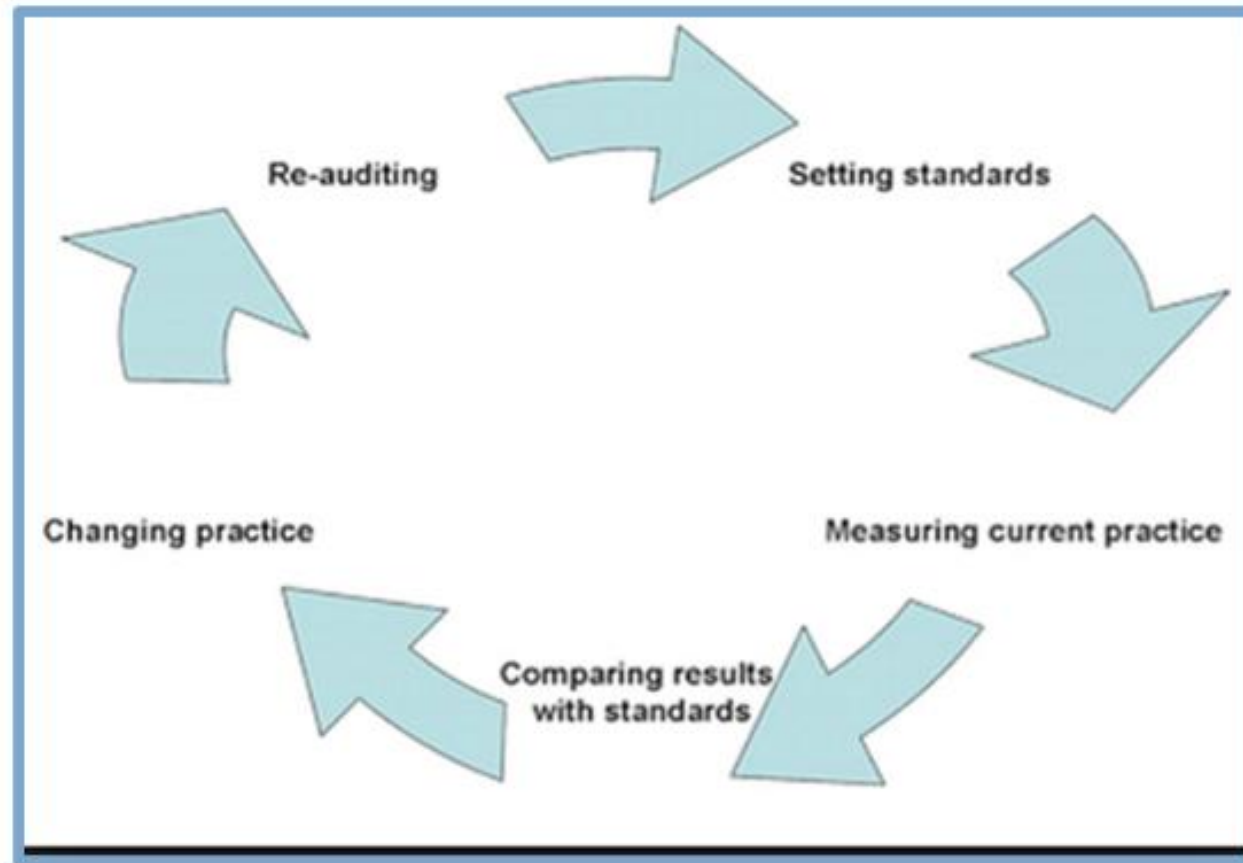 Re-auditing
Setting standards
Changing practice
Measuring current practice
Comparing results
with standards